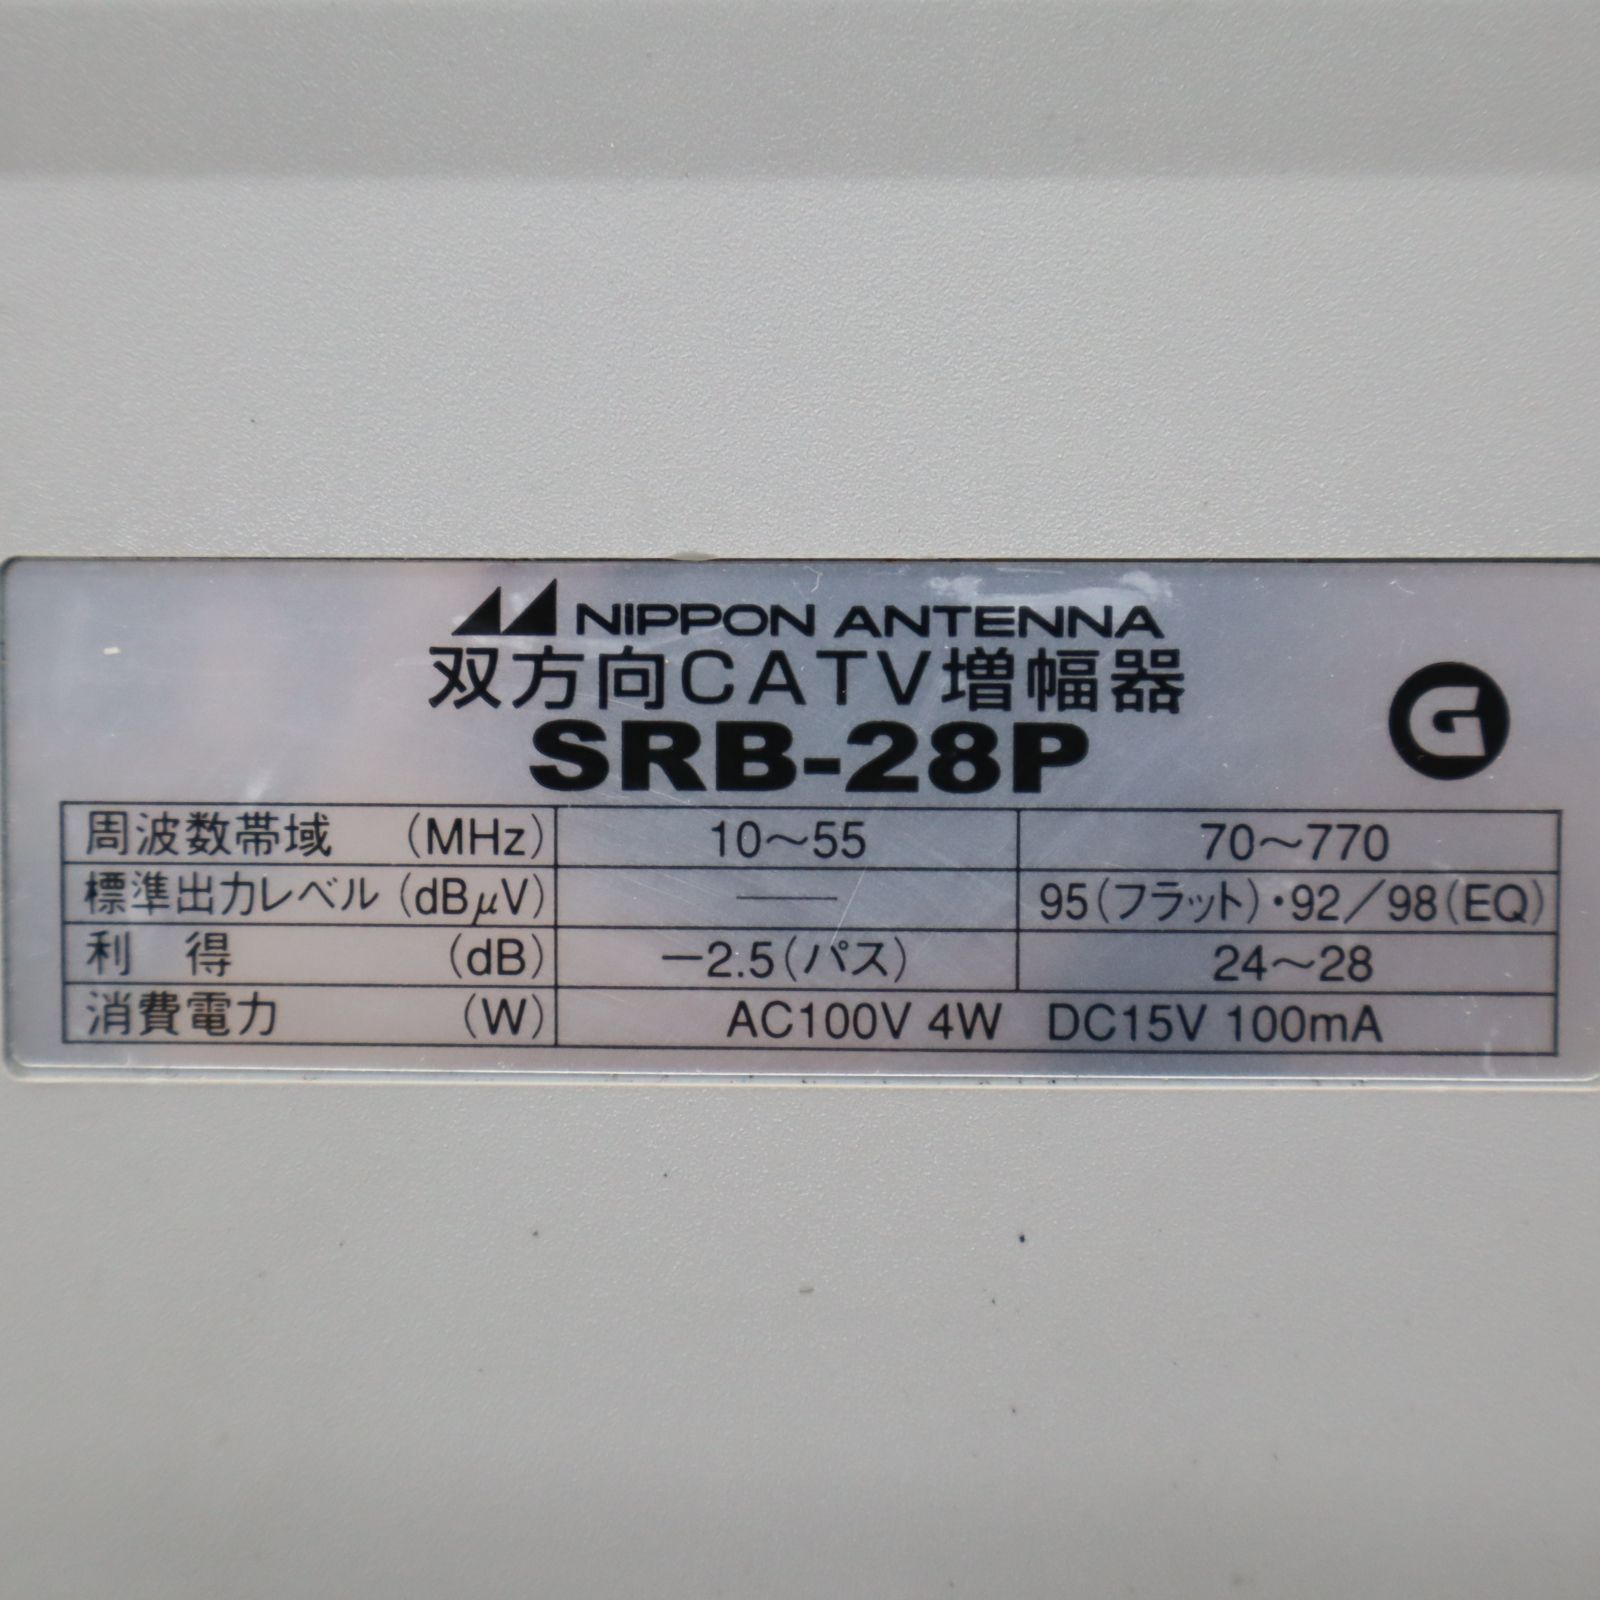 NIPPON ANTENNA
双方向CATV増幅器
SRB-28P
G
周波数帯域 (MHz) 10～55 70～770
標準出力レベル (dBμV) ―― 95(フラット)・92/98(EQ)
利 得 (dB) −2.5(パス) 24～28
消費電力 (W) AC100V 4W DC15V 100mA